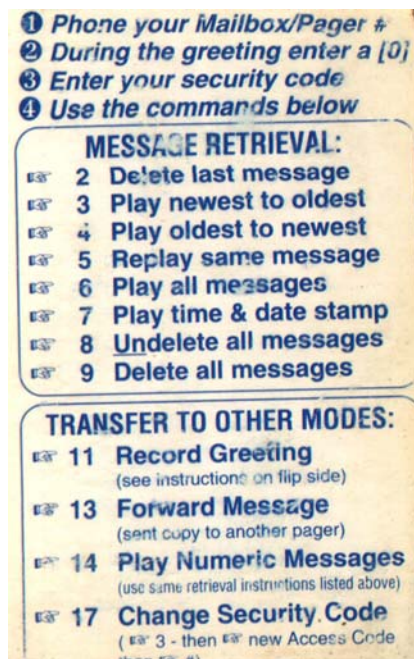 ❶ Phone your Mailbox/Pager #
❷ During the greeting enter a [0]
❸ Enter your security code
❹ Use the commands below
MESSAGE RETRIEVAL:
☞ 2 Delete last message
☞ 3 Play newest to oldest
☞ 4 Play oldest to newest
☞ 5 Replay same message
☞ 6 Play all messages
☞ 7 Play time & date stamp
☞ 8 Undelete all messages
☞ 9 Delete all messages
TRANSFER TO OTHER MODES:
☞ 11 Record Greeting
(see instructions on flip side)
☞ 13 Forward Message
(sent copy to another pager)
☞ 14 Play Numeric Messages
(use same retrieval instructions listed above)
☞ 17 Change Security Code
( ☞ 3 - then ☞ new Access Code